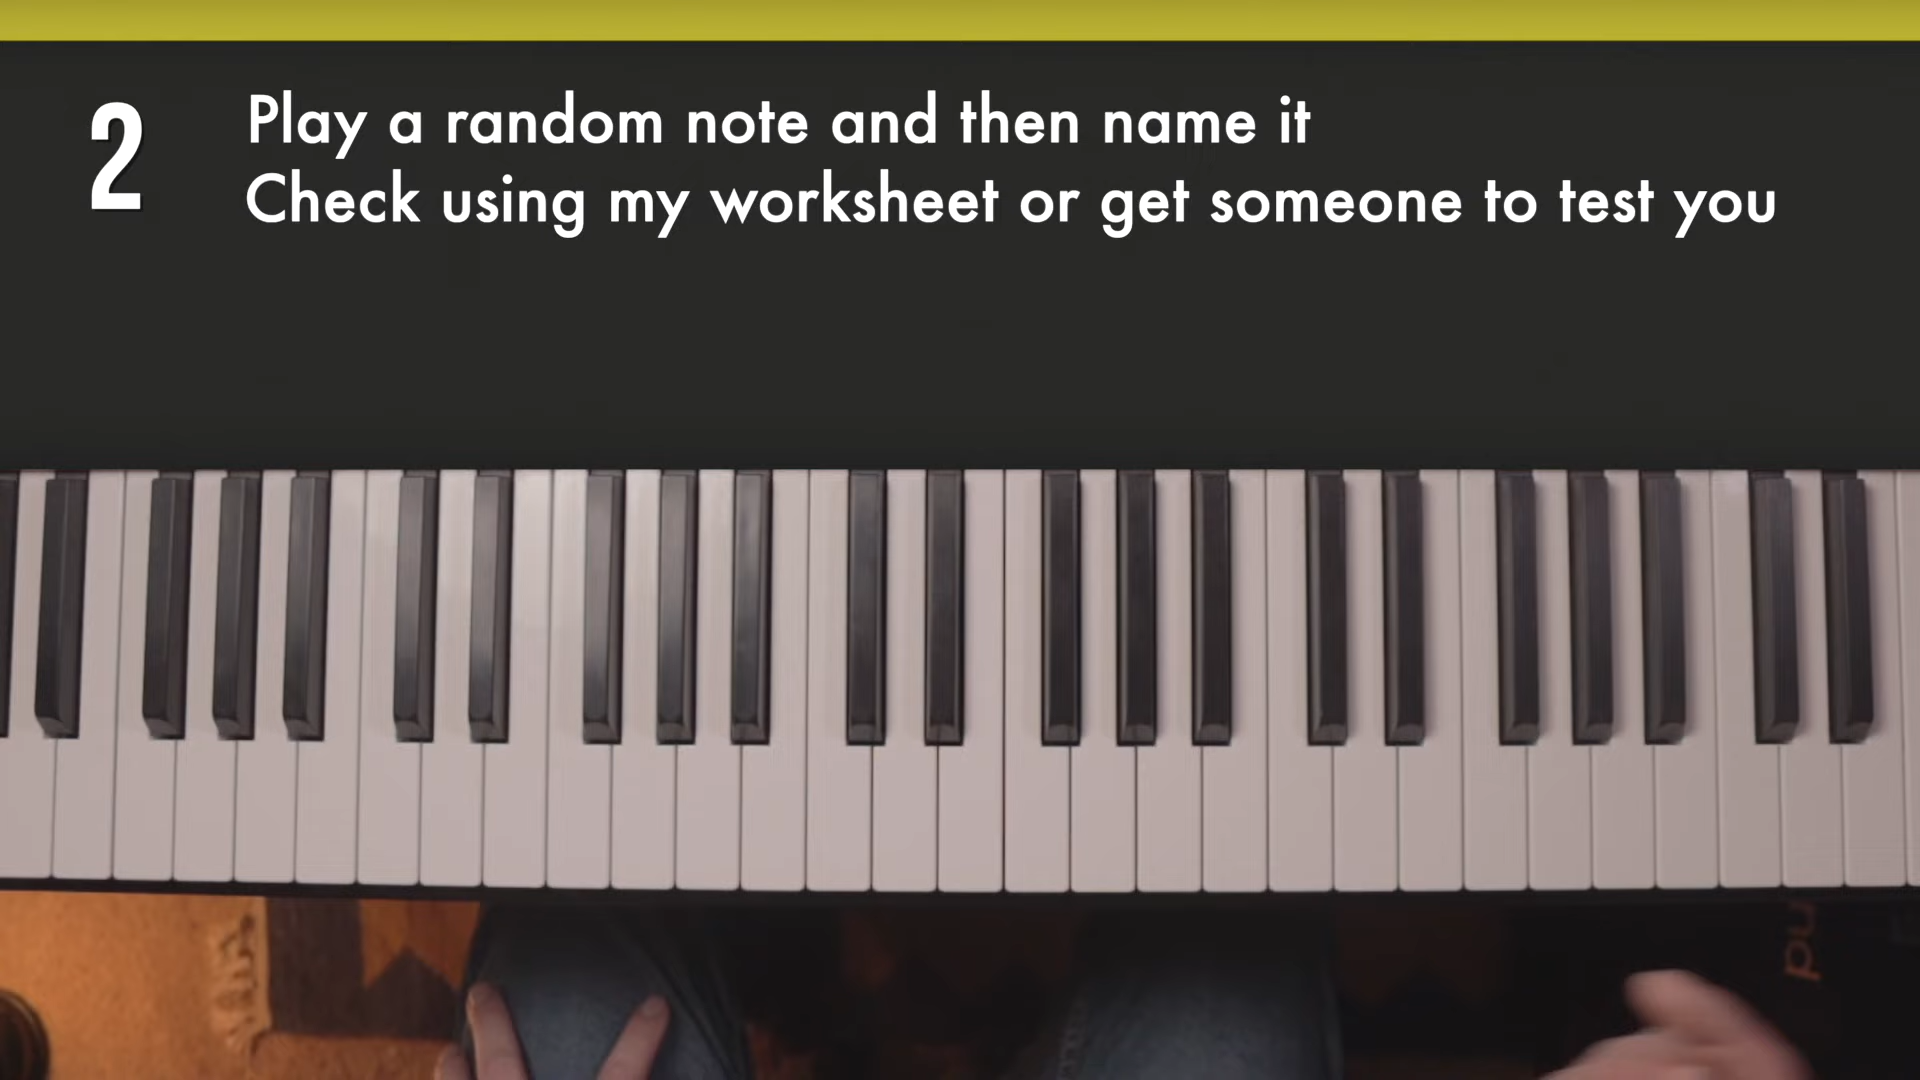 2
Play a random note and then name it
Check using my worksheet or get someone to test you